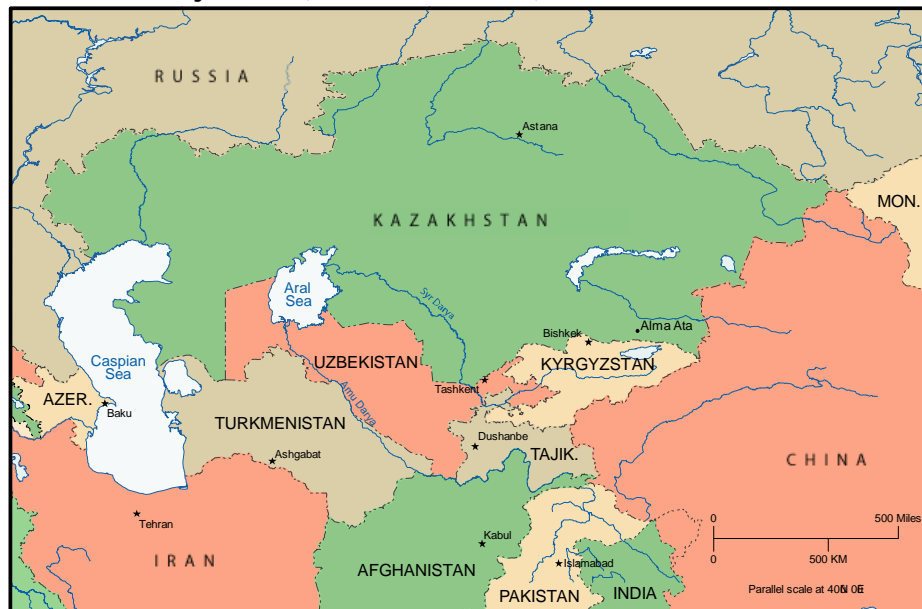 RUSSIA
Astana
MON.
KAZAKHSTAN
Aral
Sea
Syr Darya
Alma Ata
Bishkek
Caspian
Sea
UZBEKISTAN
KYRGYZSTAN
Tashkent
AZER.
Baku
Amu Darya
TURKMENISTAN
Dushanbe
TAJIK.
Ashgabat
CHINA
Tehran
0
500 Miles
Kabul
0
500 KM
IRAN
Islamabad
AFGHANISTAN
PAKISTAN
INDIA
Parallel scale at 40